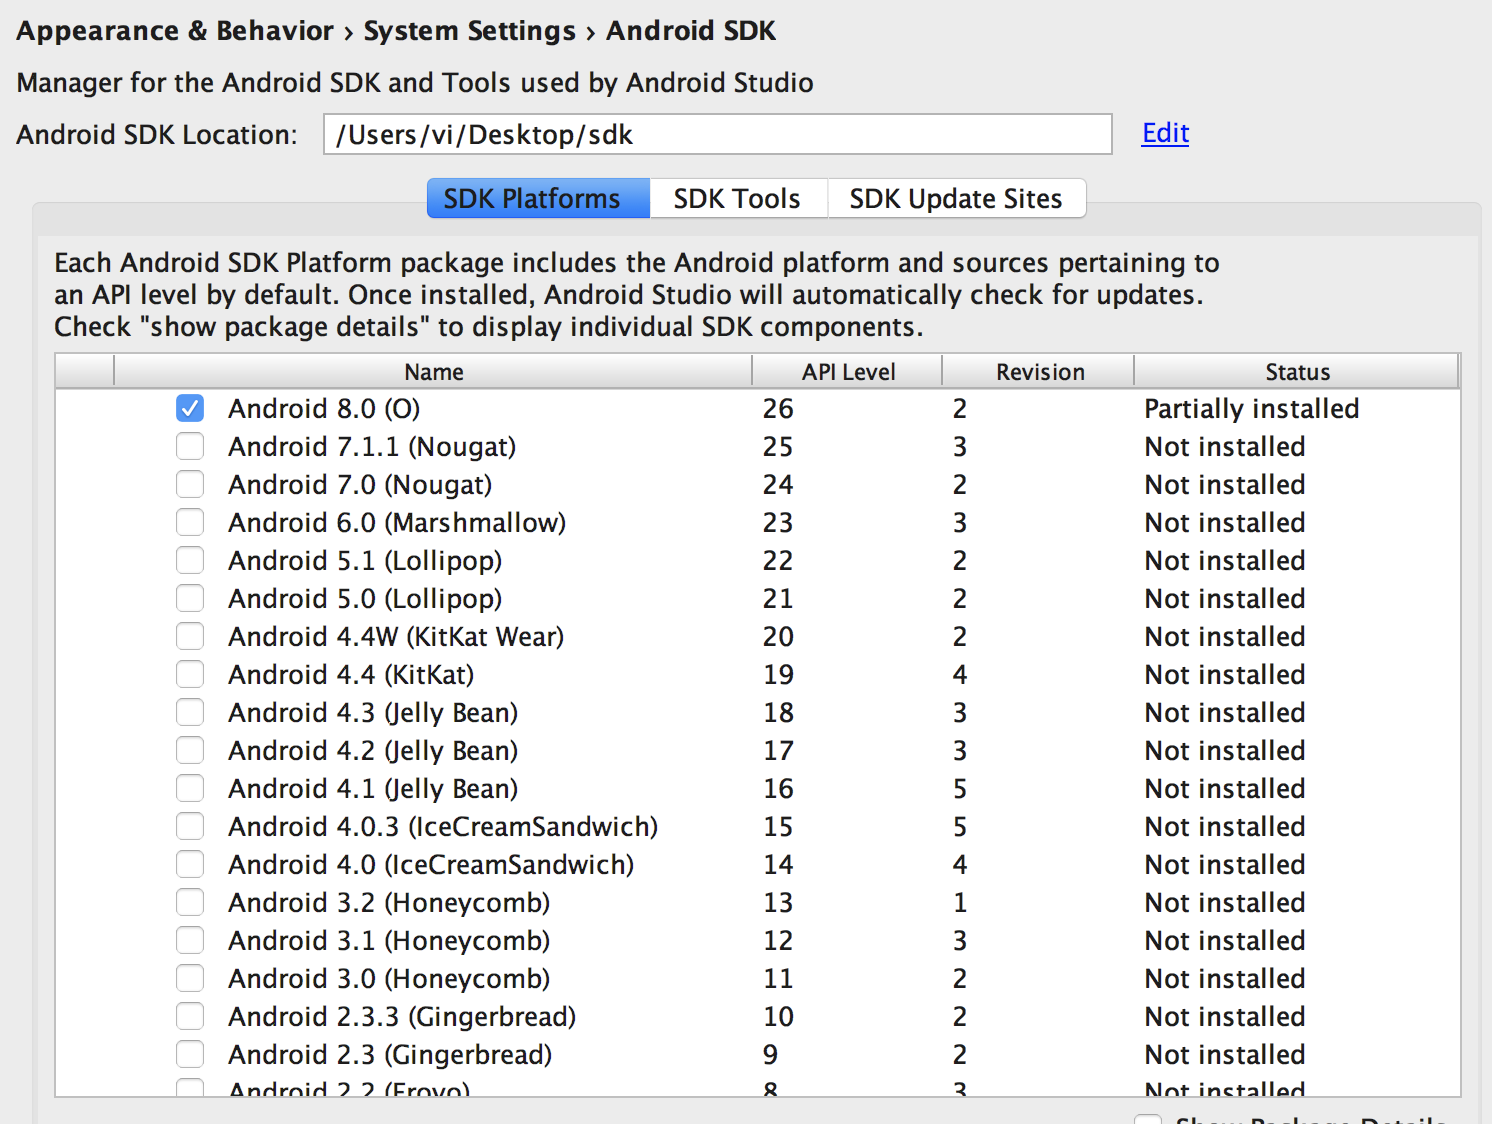 Appearance & Behavior › System Settings › Android SDK
Manager for the Android SDK and Tools used by Android Studio
Android SDK Location: /Users/vi/Desktop/sdk Edit
SDK Platforms SDK Tools SDK Update Sites
Each Android SDK Platform package includes the Android platform and sources pertaining to
an API level by default. Once installed, Android Studio will automatically check for updates.
Check "show package details" to display individual SDK components.
Name API Level Revision Status
Android 8.0 (O) 26 2 Partially installed
Android 7.1.1 (Nougat) 25 3 Not installed
Android 7.0 (Nougat) 24 2 Not installed
Android 6.0 (Marshmallow) 23 3 Not installed
Android 5.1 (Lollipop) 22 2 Not installed
Android 5.0 (Lollipop) 21 2 Not installed
Android 4.4W (KitKat Wear) 20 2 Not installed
Android 4.4 (KitKat) 19 4 Not installed
Android 4.3 (Jelly Bean) 18 3 Not installed
Android 4.2 (Jelly Bean) 17 3 Not installed
Android 4.1 (Jelly Bean) 16 5 Not installed
Android 4.0.3 (IceCreamSandwich) 15 5 Not installed
Android 4.0 (IceCreamSandwich) 14 4 Not installed
Android 3.2 (Honeycomb) 13 1 Not installed
Android 3.1 (Honeycomb) 12 3 Not installed
Android 3.0 (Honeycomb) 11 2 Not installed
Android 2.3.3 (Gingerbread) 10 2 Not installed
Android 2.3 (Gingerbread) 9 2 Not installed
Android 2.2 (Froyo) 8 3 Not installed
Show Package Details